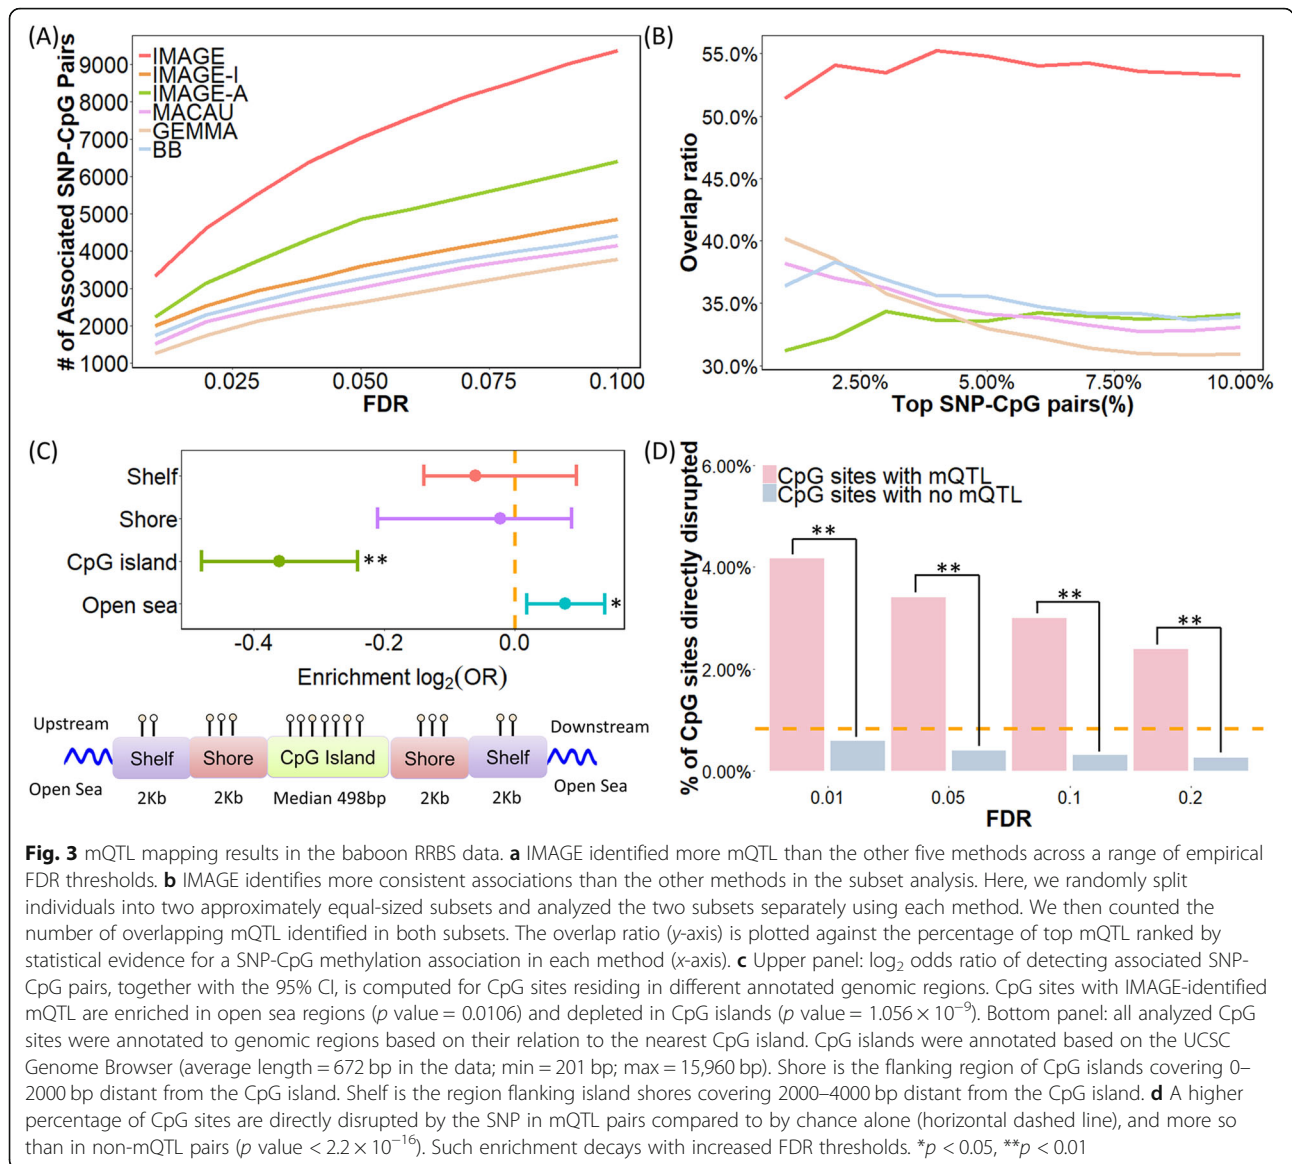 (A)
# of Associated SNP-CpG Pairs
9000
8000
7000
6000
5000
4000
3000
2000
1000
IMAGE
IMAGE-I
IMAGE-A
MACAU
GEMMA
BB
0.025
0.050
0.075
0.100
FDR
(B)
Overlap ratio
55.0%
50.0%
45.0%
40.0%
35.0%
30.0%
2.50%
5.00%
7.50%
10.00%
Top SNP-CpG pairs(%)
(C)
Shelf
Shore
CpG island
Open sea
**
*
-0.4
-0.2
0.0
Enrichment log₂(OR)
Upstream
Downstream
Shelf
Shore
CpG Island
Shore
Shelf
Open Sea
2Kb
2Kb
Median 498bp
2Kb
2Kb
Open Sea
(D)
% of CpG sites directly disrupted
6.00%
4.00%
2.00%
0.00%
CpG sites with mQTL
CpG sites with no mQTL
**
**
**
**
0.01
0.05
0.1
0.2
FDR
Fig. 3 mQTL mapping results in the baboon RRBS data. a IMAGE identified more mQTL than the other five methods across a range of empirical
FDR thresholds. b IMAGE identifies more consistent associations than the other methods in the subset analysis. Here, we randomly split
individuals into two approximately equal-sized subsets and analyzed the two subsets separately using each method. We then counted the
number of overlapping mQTL identified in both subsets. The overlap ratio (y-axis) is plotted against the percentage of top mQTL ranked by
statistical evidence for a SNP-CpG methylation association in each method (x-axis). c Upper panel: log₂ odds ratio of detecting associated SNP-
CpG pairs, together with the 95% CI, is computed for CpG sites residing in different annotated genomic regions. CpG sites with IMAGE-identified
mQTL are enriched in open sea regions (p value = 0.0106) and depleted in CpG islands (p value = 1.056 × 10⁻⁹). Bottom panel: all analyzed CpG
sites were annotated to genomic regions based on their relation to the nearest CpG island. CpG islands were annotated based on the UCSC
Genome Browser (average length = 672 bp in the data; min = 201 bp; max = 15,960 bp). Shore is the flanking region of CpG islands covering 0–
2000 bp distant from the CpG island. Shelf is the region flanking island shores covering 2000–4000 bp distant from the CpG island. d A higher
percentage of CpG sites are directly disrupted by the SNP in mQTL pairs compared to by chance alone (horizontal dashed line), and more so
than in non-mQTL pairs (p value < 2.2 × 10⁻¹⁶). Such enrichment decays with increased FDR thresholds. *p < 0.05, **p < 0.01